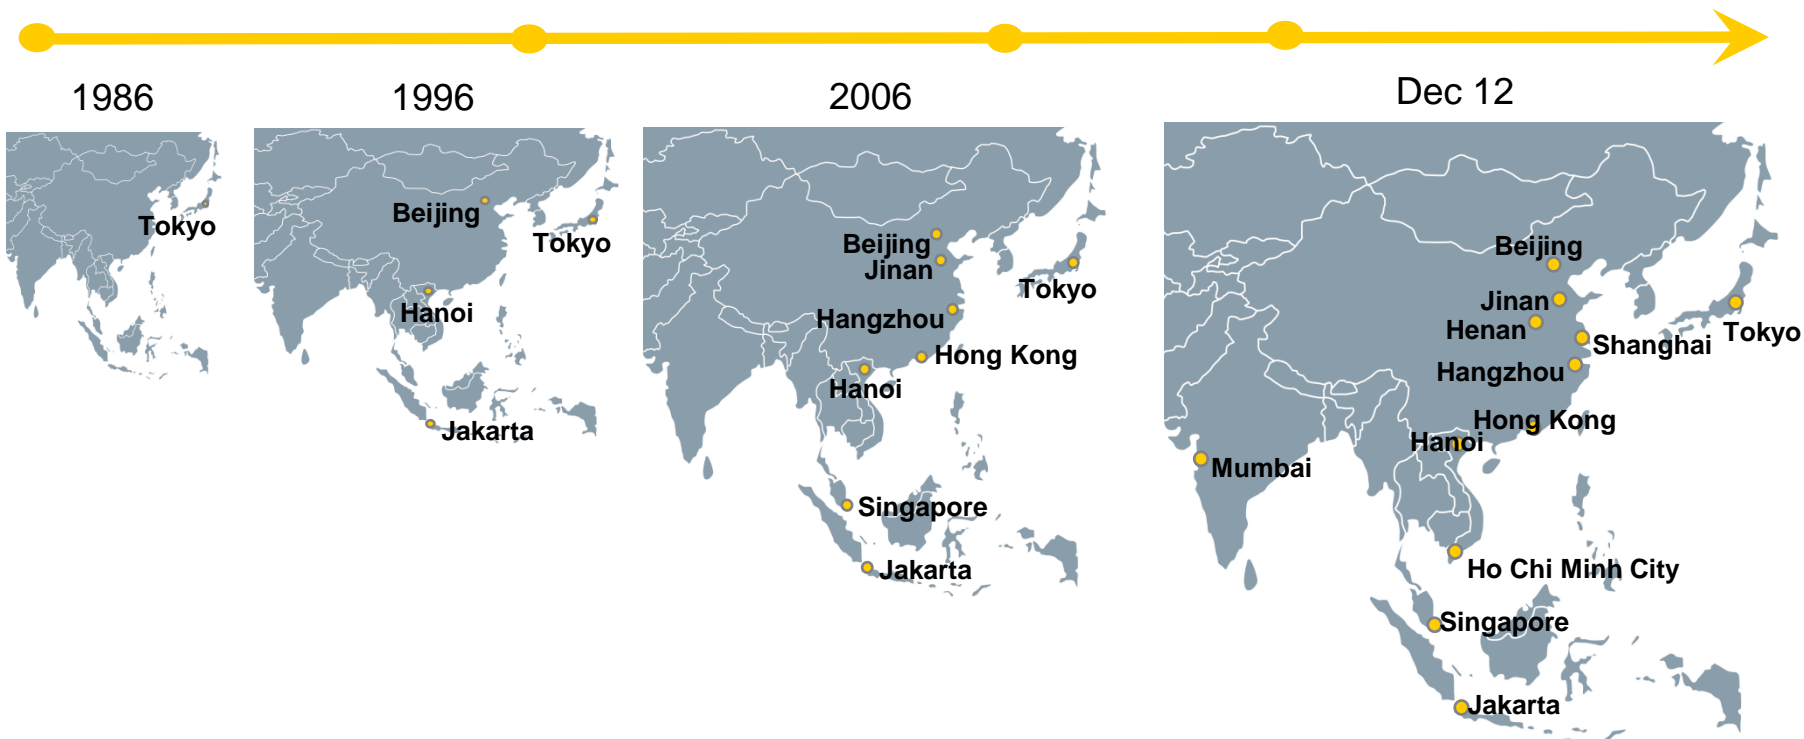 1986
1996
2006
Dec 12
Tokyo
Beijing
Tokyo
Hanoi
Jakarta
Beijing
Jinan
Tokyo
Hangzhou
Hong Kong
Hanoi
Singapore
Jakarta
Beijing
Jinan
Henan
Tokyo
Shanghai
Hangzhou
Hong Kong
Hanoi
Mumbai
Ho Chi Minh City
Singapore
Jakarta